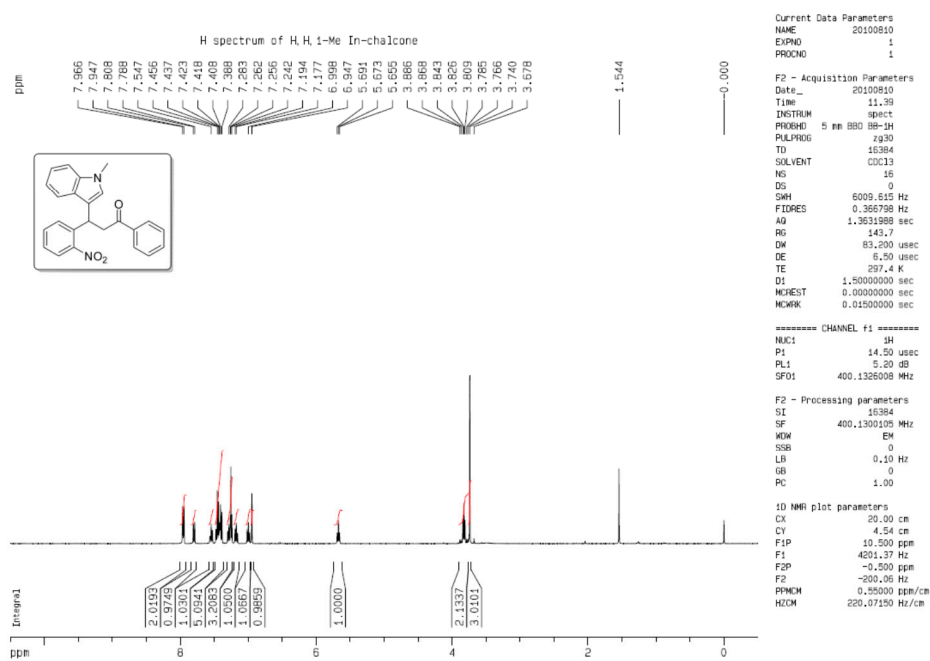 H spectrum of H, H, 1-Me In-chalcone
ppm
7.966
7.947
7.808
7.788
7.547
7.456
7.437
7.423
7.418
7.408
7.388
7.283
7.262
7.256
7.242
7.194
7.177
6.998
6.947
5.691
5.673
5.655
3.886
3.868
3.843
3.826
3.809
3.785
3.766
3.740
3.678
1.544
-0.000
N
O
NO2
Integral
2.0193
0.9749
1.0301
5.0941
3.2083
1.0500
1.0667
0.9859
1.0000
2.1337
3.0101
ppm 8 6 4 2 0
Current Data Parameters
NAME 20100810
EXPNO 1
PROCNO 1
F2 - Acquisition Parameters
Date_ 20100810
Time 11.39
INSTRUM spect
PROBHD 5 mm BBO BB-1H
PULPROG zg30
TD 16384
SOLVENT CDCl3
NS 16
DS 0
SWH 6009.615 Hz
FIDRES 0.366798 Hz
AQ 1.3631988 sec
RG 143.7
DW 83.200 usec
DE 6.50 usec
TE 297.4 K
D1 1.50000000 sec
MCREST 0.00000000 sec
MCWRK 0.01500000 sec
======== CHANNEL f1 ========
NUC1 1H
P1 14.50 usec
PL1 5.20 dB
SFO1 400.1326008 MHz
F2 - Processing parameters
SI 16384
SF 400.1300105 MHz
WDW EM
SSB 0
LB 0.10 Hz
GB 0
PC 1.00
1D NMR plot parameters
CX 20.00 cm
CY 4.54 cm
F1P 10.500 ppm
F1 4201.37 Hz
F2P -0.500 ppm
F2 -200.06 Hz
PPMCM 0.55000 ppm/cm
HZCM 220.07150 Hz/cm